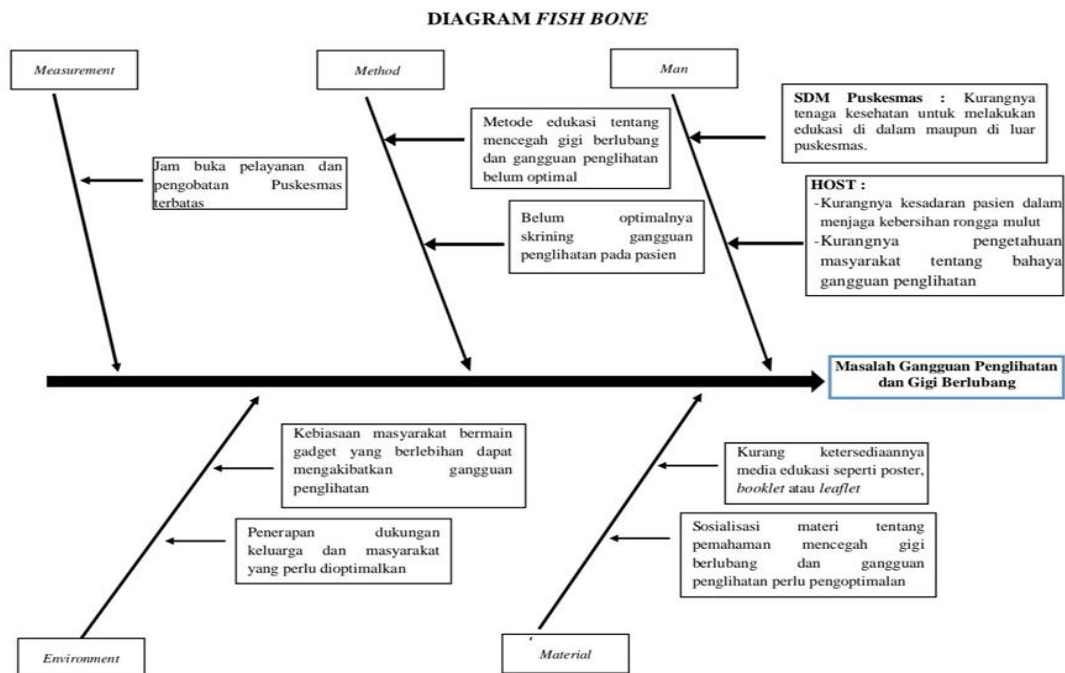 DIAGRAM FISH BONE
Measurement
Method
Man
SDM Puskesmas : Kurangnya
tenaga kesehatan untuk melakukan
edukasi di dalam maupun di luar
puskesmas.
Metode edukasi tentang
mencegah gigi berlubang
dan gangguan penglihatan
belum optimal
Jam buka pelayanan dan
pengobatan Puskesmas
terbatas
HOST :
-Kurangnya kesadaran pasien dalam
menjaga kebersihan rongga mulut
-Kurangnya pengetahuan
masyarakat tentang bahaya
gangguan penglihatan
Belum optimalnya
skrining gangguan
penglihatan pada pasien
Masalah Gangguan Penglihatan
dan Gigi Berlubang
Kebiasaan masyarakat bermain
gadget yang berlebihan dapat
mengakibatkan gangguan
penglihatan
Kurang ketersediaannya
media edukasi seperti poster,
booklet atau leaflet
Penerapan dukungan
keluarga dan masyarakat
yang perlu dioptimalkan
Sosialisasi materi tentang
pemahaman mencegah gigi
berlubang dan gangguan
penglihatan perlu pengoptimalan
Environment
Material